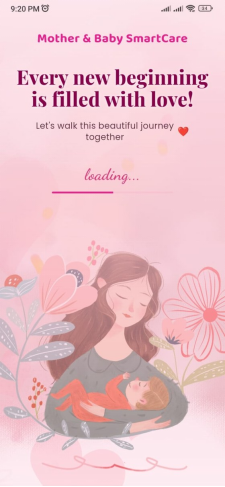 9:20 PM
54
Mother & Baby SmartCare
Every new beginning
is filled with love!
Let's walk this beautiful journey
together ❤️
loading...